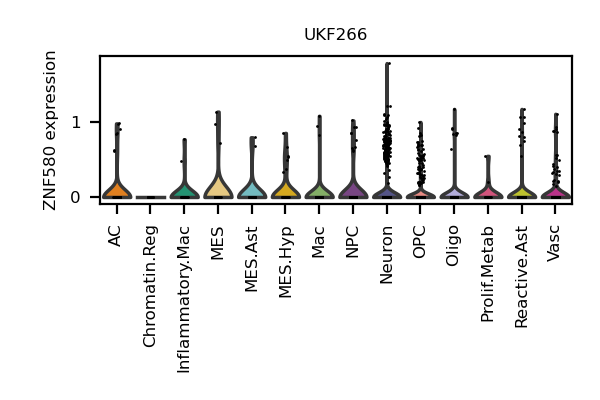 UKF266
ZNF580 expression
1
0
AC
Chromatin.Reg
Inflammatory.Mac
MES
MES.Ast
MES.Hyp
Mac
NPC
Neuron
OPC
Oligo
Prolif.Metab
Reactive.Ast
Vasc